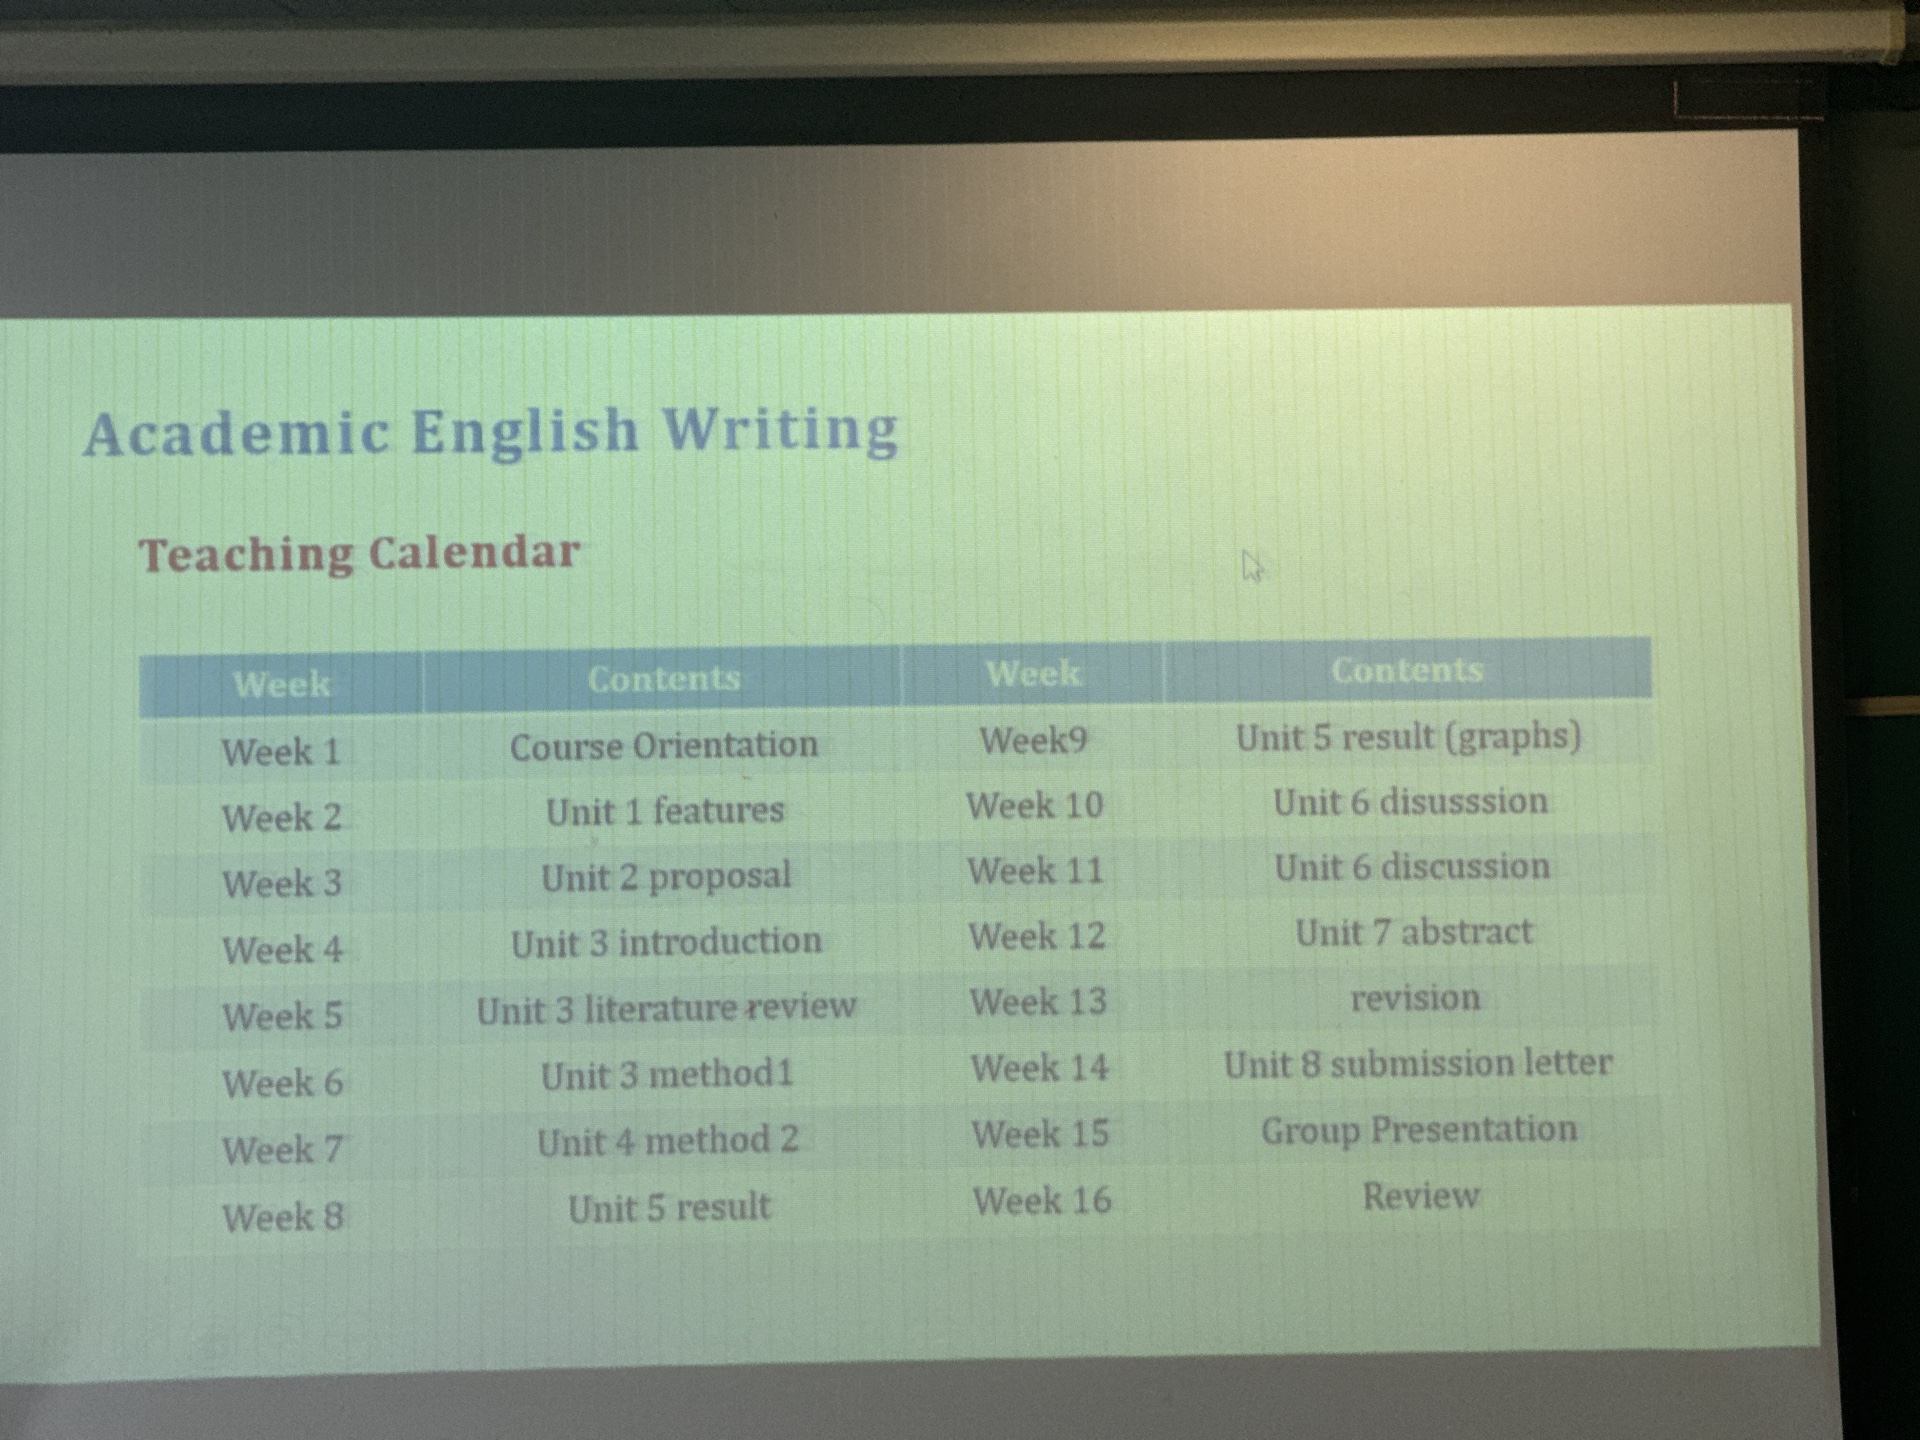 Academic English Writing
Teaching Calendar
Week Contents Week Contents
Week 1 Course Orientation Week9 Unit 5 result (graphs)
Week 2 Unit 1 features Week 10 Unit 6 disusssion
Week 3 Unit 2 proposal Week 11 Unit 6 discussion
Week 4 Unit 3 introduction Week 12 Unit 7 abstract
Week 5 Unit 3 literature review Week 13 revision
Week 6 Unit 3 method1 Week 14 Unit 8 submission letter
Week 7 Unit 4 method 2 Week 15 Group Presentation
Week 8 Unit 5 result Week 16 Review